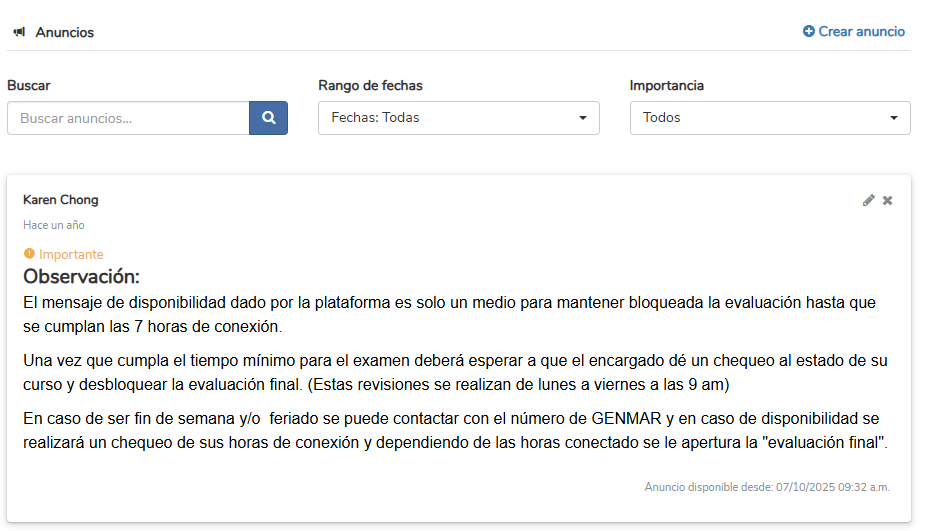 Anuncios
Crear anuncio
Buscar
Rango de fechas
Importancia
Buscar anuncios...
Fechas: Todas
Todos
Karen Chong
Hace un año
Importante
Observación:
El mensaje de disponibilidad dado por la plataforma es solo un medio para mantener bloqueada la evaluación hasta que
se cumplan las 7 horas de conexión.
Una vez que cumpla el tiempo mínimo para el examen deberá esperar a que el encargado dé un chequeo al estado de su
curso y desbloquear la evaluación final. (Estas revisiones se realizan de lunes a viernes a las 9 am)
En caso de ser fin de semana y/o  feriado se puede contactar con el número de GENMAR y en caso de disponibilidad se
realizará un chequeo de sus horas de conexión y dependiendo de las horas conectado se le apertura la "evaluación final".
Anuncio disponible desde: 07/10/2025 09:32 a.m.